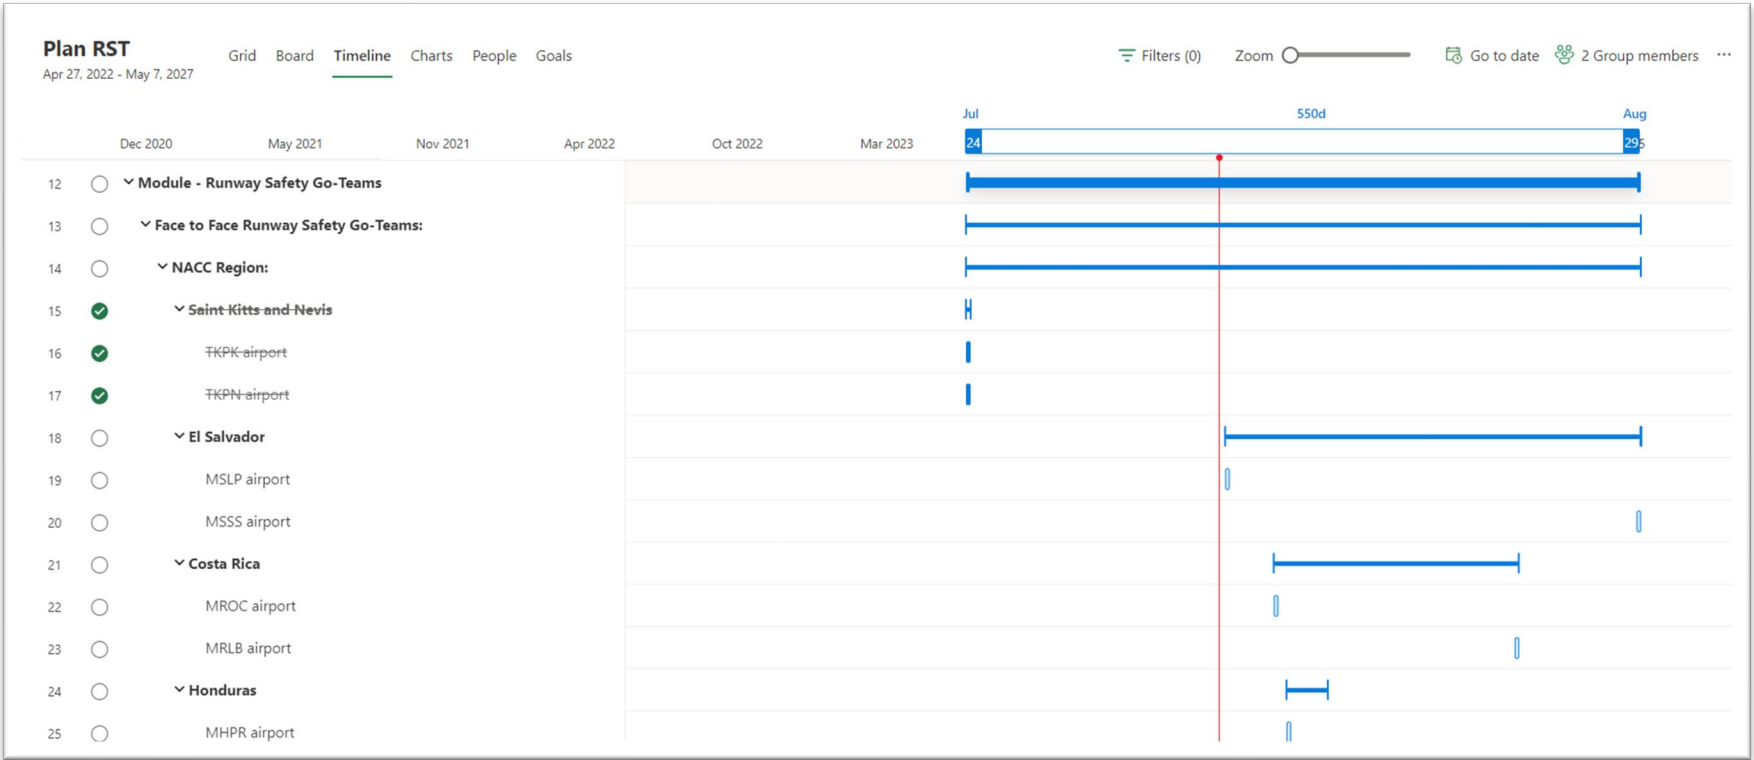 Plan RST
Apr 27, 2022 - May 7, 2027
Grid Board Timeline Charts People Goals
Filters (0) Zoom Go to date 2 Group members ...
Jul 550d Aug
Dec 2020 May 2021 Nov 2021 Apr 2022 Oct 2022 Mar 2023 24 29 5
12 Module - Runway Safety Go-Teams
13 Face to Face Runway Safety Go-Teams:
14 NACC Region:
15 Saint Kitts and Nevis
16 TKPK airport
17 TKPN airport
18 El Salvador
19 MSLP airport
20 MSSS airport
21 Costa Rica
22 MROC airport
23 MRLB airport
24 Honduras
25 MHPR airport